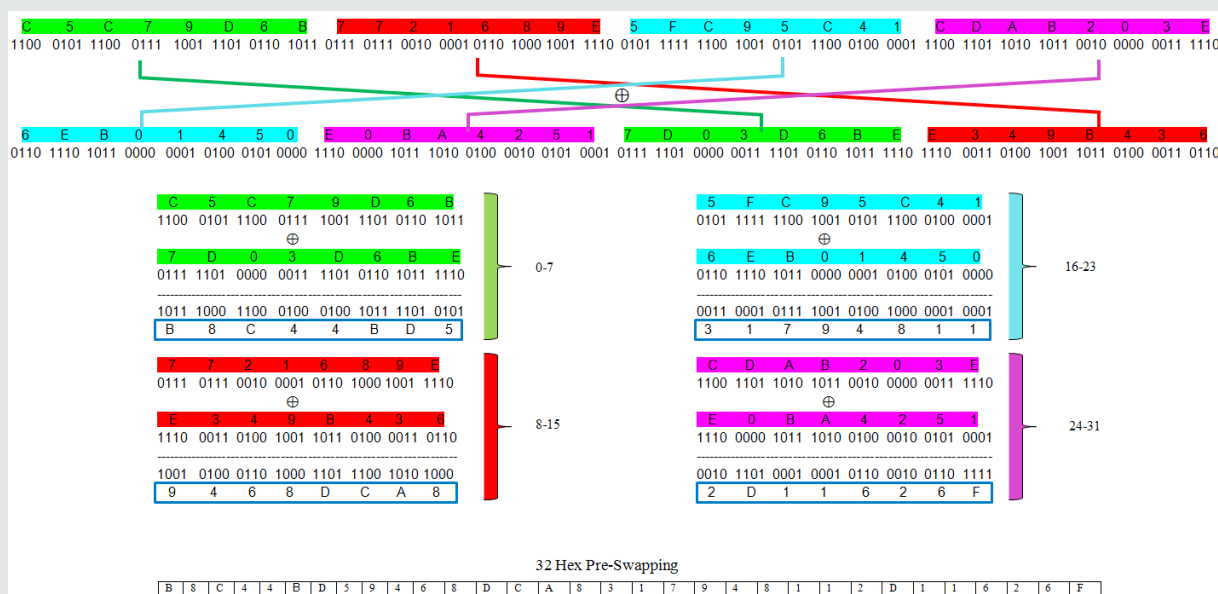 C 5 C 7 9 D 6 B 7 7 2 1 6 8 9 E 5 F C 9 5 C 4 1 C D A B 2 0 3 E
1100 0101 1100 0111 1001 1101 0110 1011 0111 0111 0010 0001 0110 1000 1001 1110 0101 1111 1100 1001 0101 1100 0100 0001 1100 1101 1010 1011 0010 0000 0011 1110
⊕
6 E B 0 1 4 5 0 E 0 B A 4 2 5 1 7 D 0 3 D 6 B E E 3 4 9 B 4 3 6
0110 1110 1011 0000 0001 0100 0101 0000 1110 0000 1011 1010 0100 0010 0101 0001 0111 1101 0000 0011 1101 0110 1011 1110 1110 0011 0100 1001 1011 0100 0011 0110
C 5 C 7 9 D 6 B
1100 0101 1100 0111 1001 1101 0110 1011
⊕
7 D 0 3 D 6 B E
0111 1101 0000 0011 1101 0110 1011 1110
1011 1000 1100 0100 0100 1011 1101 0101
B 8 C 4 4 B D 5
0-7
5 F C 9 5 C 4 1
0101 1111 1100 1001 0101 1100 0100 0001
⊕
6 E B 0 1 4 5 0
0110 1110 1011 0000 0001 0100 0101 0000
0011 0001 0111 1001 0100 1000 0001 0001
3 1 7 9 4 8 1 1
16-23
7 7 2 1 6 8 9 E
0111 0111 0010 0001 0110 1000 1001 1110
⊕
E 3 4 9 B 4 3 6
1110 0011 0100 1001 1011 0100 0011 0110
1001 0100 0110 1000 1101 1100 1010 1000
9 4 6 8 D C A 8
8-15
C D A B 2 0 3 E
1100 1101 1010 1011 0010 0000 0011 1110
⊕
E 0 B A 4 2 5 1
1110 0000 1011 1010 0100 0010 0101 0001
0010 1101 0001 0001 0110 0010 0110 1111
2 D 1 1 6 2 6 F
24-31
32 Hex Pre-Swapping
B 8 C 4 4 B D 5 9 4 6 8 D C A 8 3 1 7 9 4 8 1 1 2 D 1 1 6 2 6 F